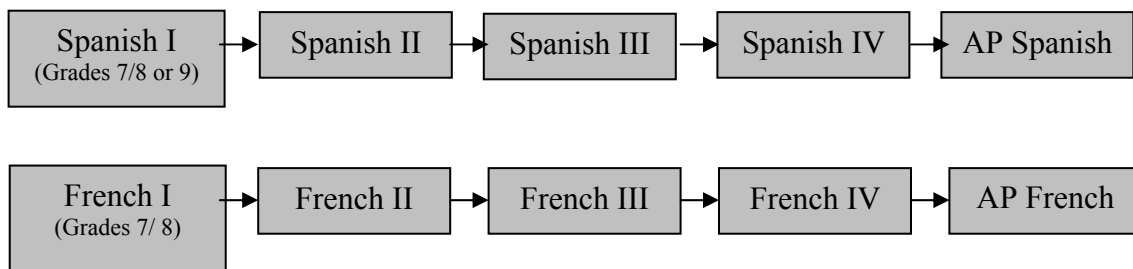 Spanish I
(Grades 7/8 or 9)
Spanish II
Spanish III
Spanish IV
AP Spanish
French I
(Grades 7/ 8)
French II
French III
French IV
AP French